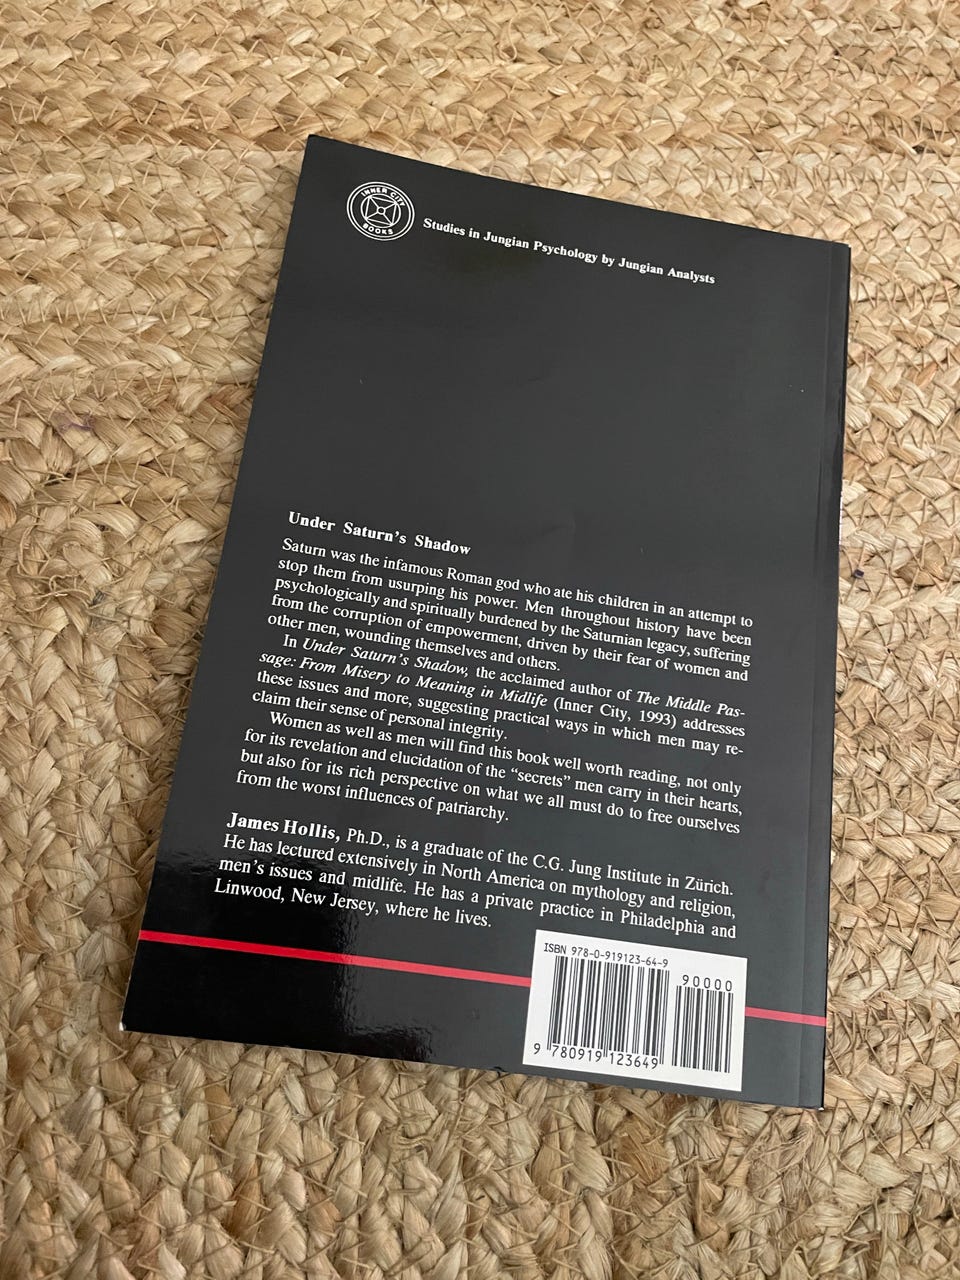 INNER CITY
BOOKS
Studies in Jungian Psychology by Jungian Analysts
Under Saturn's Shadow
Saturn was the infamous Roman god who ate his children in an attempt to
stop them from usurping his power. Men throughout history have been
psychologically and spiritually burdened by the Saturnian legacy, suffering
from the corruption of empowerment, driven by their fear of women and
other men, wounding themselves and others.
In Under Saturn's Shadow, the acclaimed author of The Middle Pas-
sage: From Misery to Meaning in Midlife (Inner City, 1993) addresses
these issues and more, suggesting practical ways in which men may re-
claim their sense of personal integrity.
Women as well as men will find this book well worth reading, not only
for its revelation and elucidation of the “secrets” men carry in their hearts,
but also for its rich perspective on what we all must do to free ourselves
from the worst influences of patriarchy.
James Hollis, Ph.D., is a graduate of the C.G. Jung Institute in Zürich.
He has lectured extensively in North America on mythology and religion,
men's issues and midlife. He has a private practice in Philadelphia and
Linwood, New Jersey, where he lives.
ISBN 978-0-919123-64-9
90000
9 780919 123649